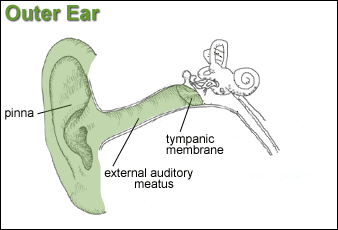 Outer Ear
pinna
tympanic
membrane
external auditory
meatus